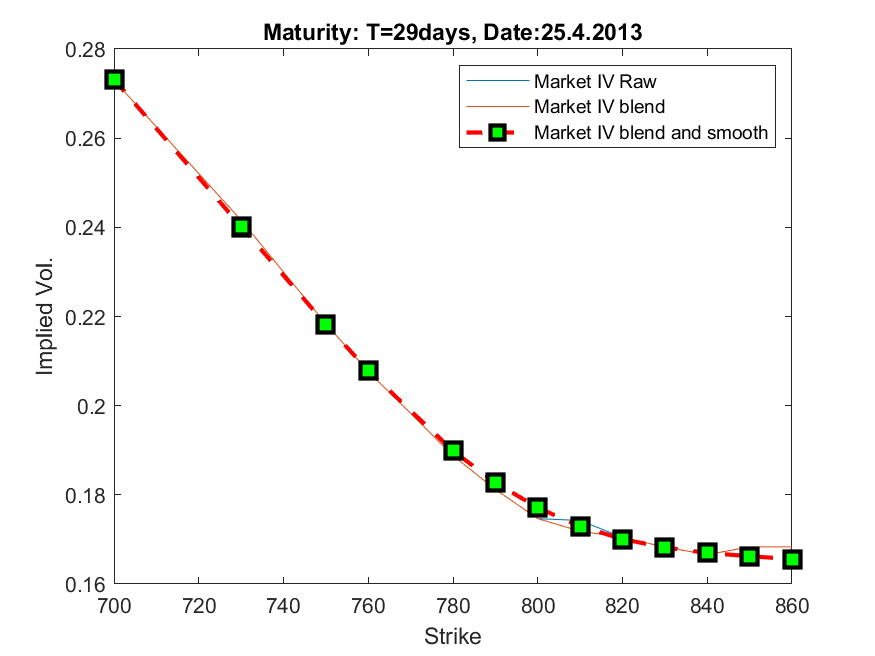 Maturity: T=29days, Date:25.4.2013
0.28
0.26
0.24
0.22
0.2
0.18
0.16
Implied Vol.
Market IV Raw
Market IV blend
Market IV blend and smooth
700 720 740 760 780 800 820 840 860
Strike